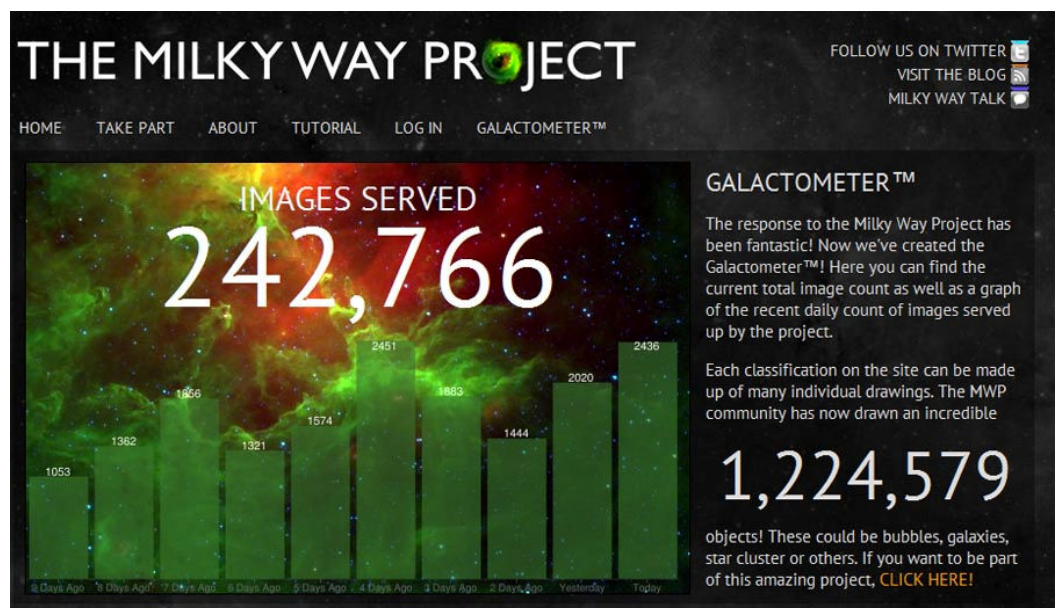 THE MILKY WAY PROJECT
FOLLOW US ON TWITTER
VISIT THE BLOG
MILKY WAY TALK
HOME TAKE PART ABOUT TUTORIAL LOG IN GALACTOMETER™
IMAGES SERVED
242,766
1053 1362 1856 1321 1574 2451 1883 1444 2020 2436
9 Days Ago 8 Days Ago 7 Days Ago 6 Days Ago 5 Days Ago 4 Days Ago 3 Days Ago 2 Days Ago Yesterday Today
GALACTOMETER™
The response to the Milky Way Project has
been fantastic! Now we've created the
Galactometer™! Here you can find the
current total image count as well as a graph
of the recent daily count of images served
up by the project.
Each classification on the site can be made
up of many individual drawings. The MWP
community has now drawn an incredible
1,224,579
objects! These could be bubbles, galaxies,
star cluster or others. If you want to be part
of this amazing project, CLICK HERE!